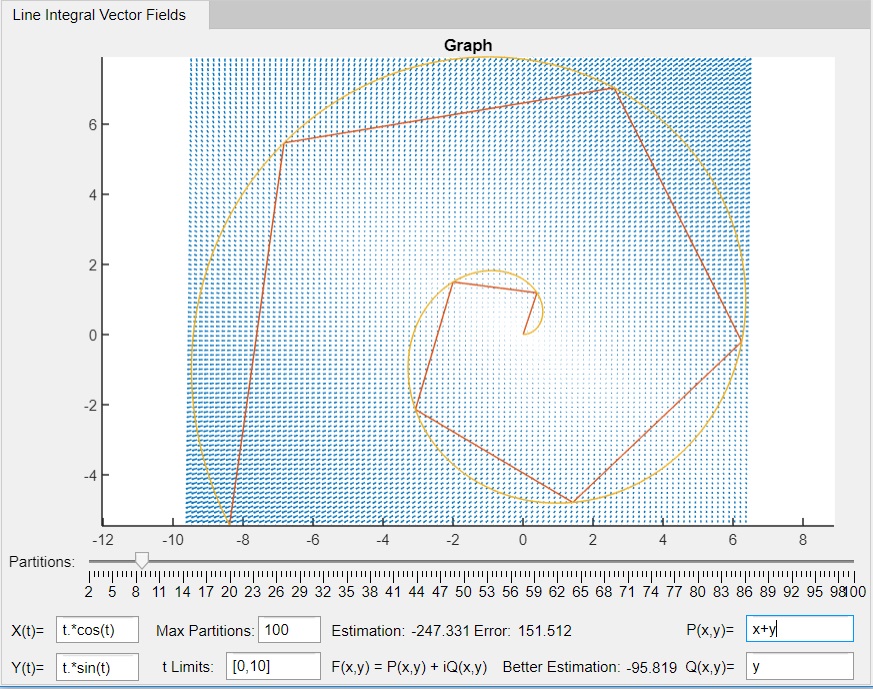 Line Integral Vector Fields
Graph
6
4
2
0
-2
-4
-12 -10 -8 -6 -4 -2 0 2 4 6 8
Partitions:
2 5 8 11 14 17 20 23 26 29 32 35 38 41 44 47 50 53 56 59 62 65 68 71 74 77 80 83 86 89 92 95 98 100
X(t)= t.*cos(t) Max Partitions: 100 Estimation: -247.331 Error: 151.512 P(x,y)= x+y
Y(t)= t.*sin(t) t Limits: [0,10] F(x,y) = P(x,y) + iQ(x,y) Better Estimation: -95.819 Q(x,y)= y